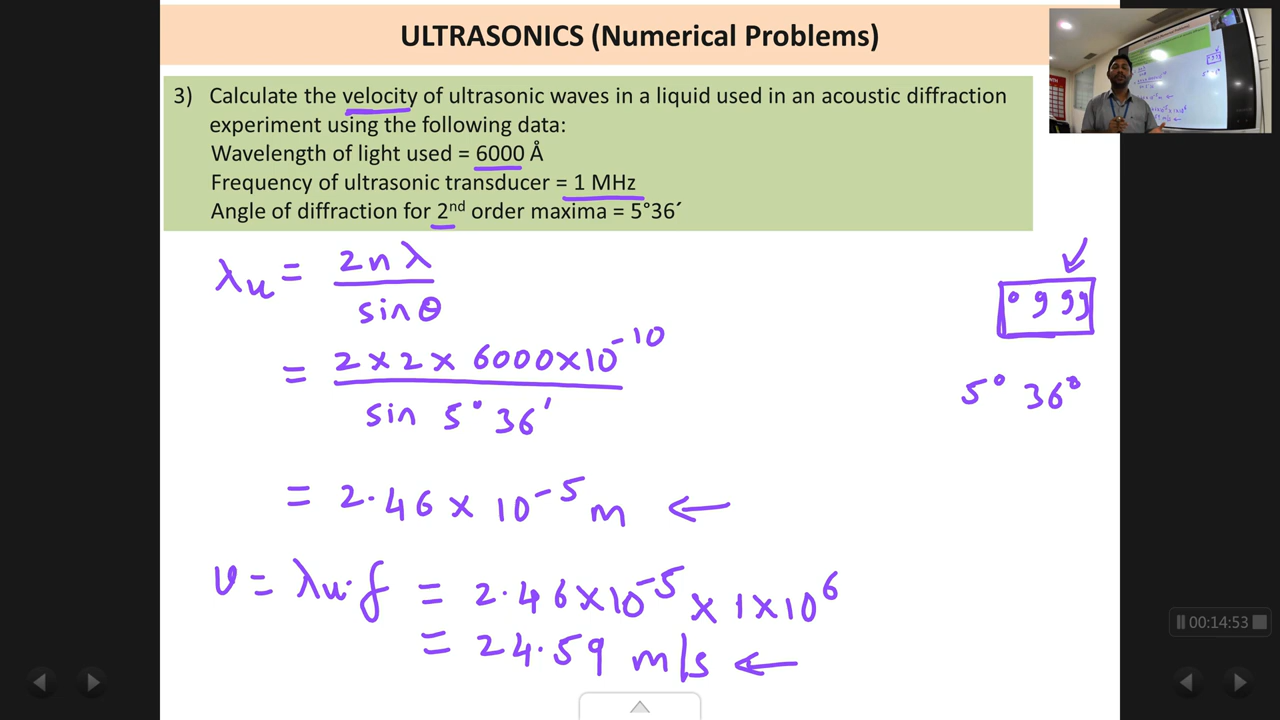 ULTRASONICS (Numerical Problems)
3) Calculate the velocity of ultrasonic waves in a liquid used in an acoustic diffraction
experiment using the following data:
Wavelength of light used = 6000 Å
Frequency of ultrasonic transducer = 1 MHz
Angle of diffraction for 2nd order maxima = 5°36´
λu = 2nλ
sinθ
= 2 × 2 × 6000×10⁻¹⁰
sin 5°36'
= 2.46 × 10⁻⁵ m ←
v = λu.f = 2.46×10⁻⁵ × 1×10⁶
= 24.59 m/s ←
° 9 99
5° 36°
00:14:53